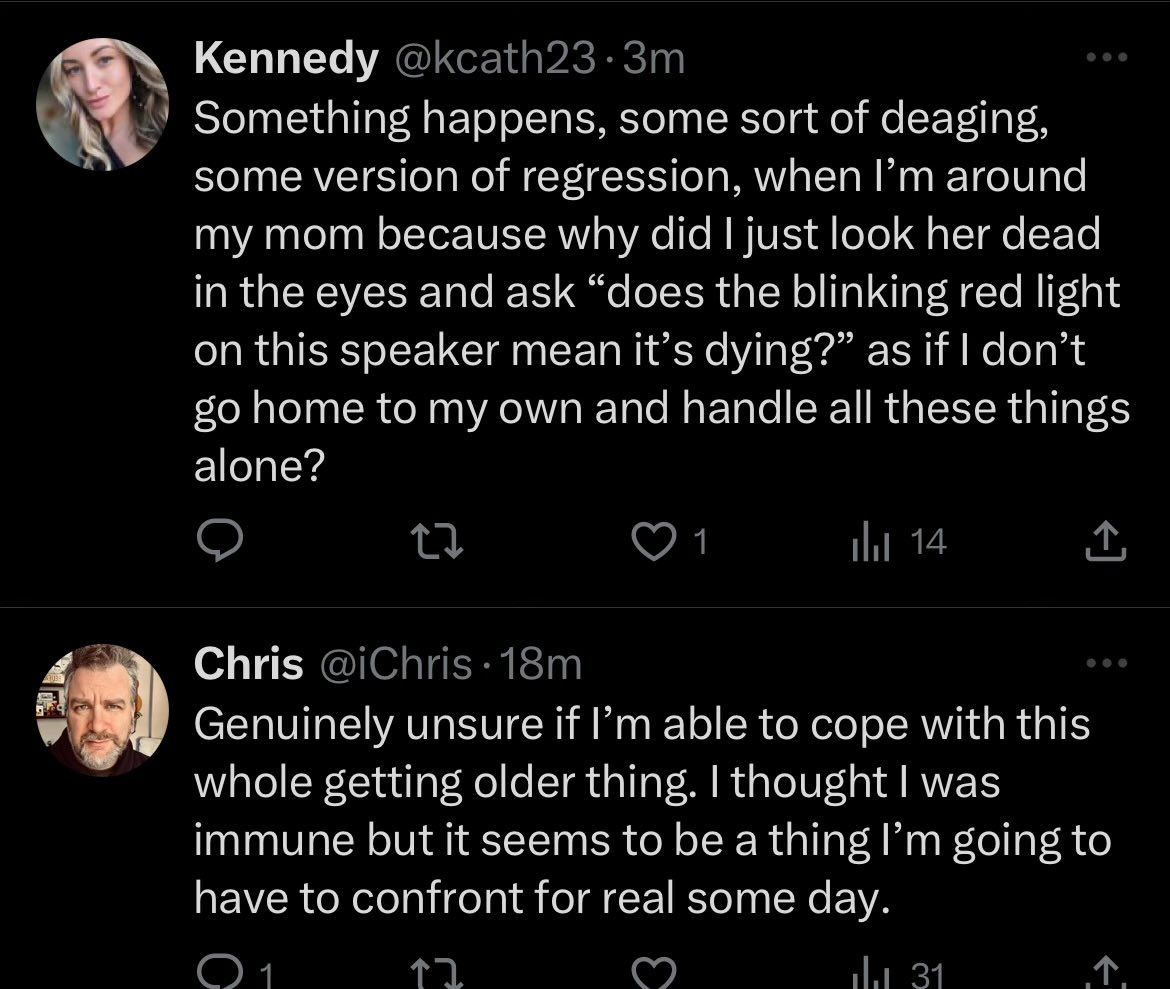 Kennedy @kcath23 · 3m
Something happens, some sort of deaging,
some version of regression, when I’m around
my mom because why did I just look her dead
in the eyes and ask “does the blinking red light
on this speaker mean it’s dying?” as if I don’t
go home to my own and handle all these things
alone?
1 14
Chris @iChris · 18m
Genuinely unsure if I’m able to cope with this
whole getting older thing. I thought I was
immune but it seems to be a thing I’m going to
have to confront for real some day.
1 31